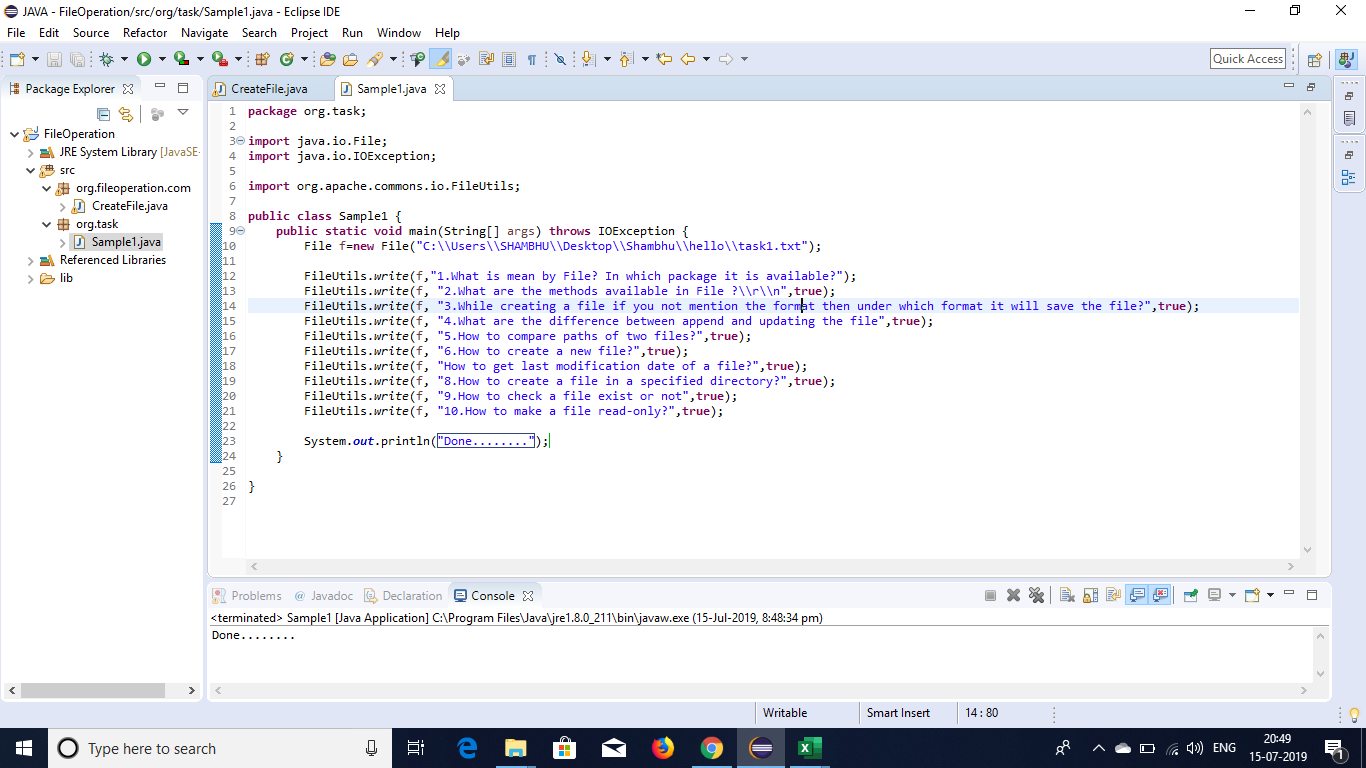 JAVA - FileOperation/src/org/task/Sample1.java - Eclipse IDE
File Edit Source Refactor Navigate Search Project Run Window Help
Quick Access
Package Explorer
FileOperation
JRE System Library [JavaSE-
src
org.fileoperation.com
CreateFile.java
org.task
Sample1.java
Referenced Libraries
lib
CreateFile.java Sample1.java
1 package org.task;
2
3 import java.io.File;
4 import java.io.IOException;
5
6 import org.apache.commons.io.FileUtils;
7
8 public class Sample1 {
9 public static void main(String[] args) throws IOException {
10 File f=new File("C:\\Users\\SHAMBHU\\Desktop\\Shambhu\\hello\\task1.txt");
11
12 FileUtils.write(f,"1.What is mean by File? In which package it is available?");
13 FileUtils.write(f, "2.What are the methods available in File ?\\r\\n",true);
14 FileUtils.write(f, "3.While creating a file if you not mention the format then under which format it will save the file?",true);
15 FileUtils.write(f, "4.What are the difference between append and updating the file",true);
16 FileUtils.write(f, "5.How to compare paths of two files?",true);
17 FileUtils.write(f, "6.How to create a new file?",true);
18 FileUtils.write(f, "How to get last modification date of a file?",true);
19 FileUtils.write(f, "8.How to create a file in a specified directory?",true);
20 FileUtils.write(f, "9.How to check a file exist or not",true);
21 FileUtils.write(f, "10.How to make a file read-only?",true);
22
23 System.out.println("Done........");
24 }
25
26 }
27
Problems Javadoc Declaration Console
<terminated> Sample1 [Java Application] C:\Program Files\Java\jre1.8.0_211\bin\javaw.exe (15-Jul-2019, 8:48:34 pm)
Done........
Writable Smart Insert 14 : 80
Type here to search
ENG
20:49
15-07-2019
1